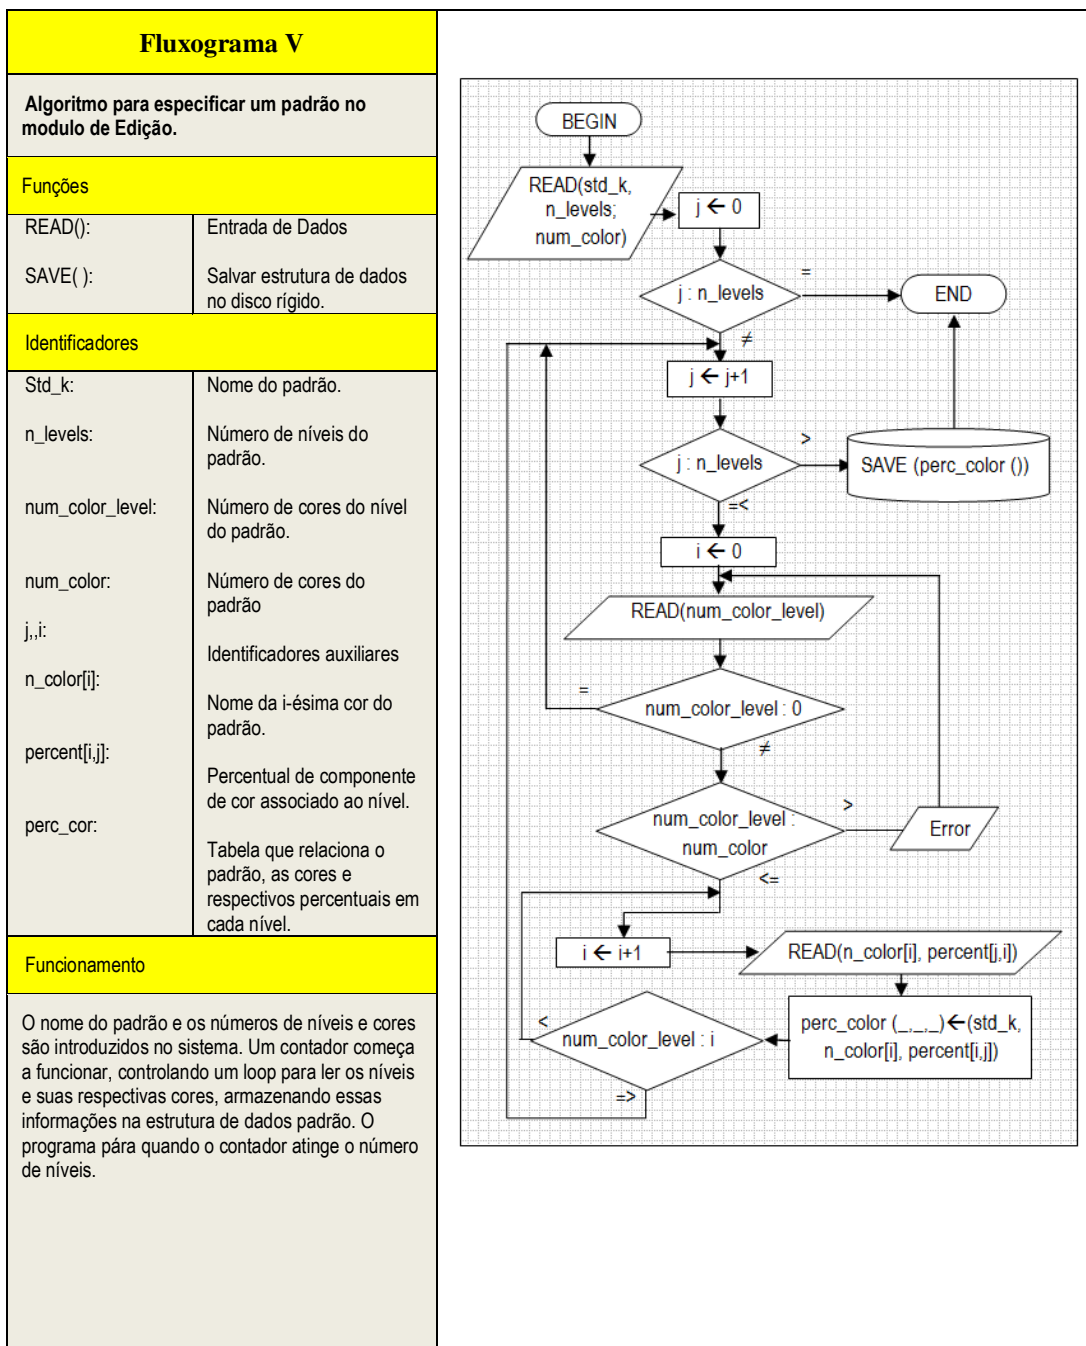 Fluxograma V
Algoritmo para especificar um padrão no
modulo de Edição.
Funções
READ():
Entrada de Dados
SAVE( ):
Salvar estrutura de dados
no disco rígido.
Identificadores
Std_k:
Nome do padrão.
n_levels:
Número de níveis do
padrão.
num_color_level:
Número de cores do nível
do padrão.
num_color:
Número de cores do
padrão
j,,i:
Identificadores auxiliares
n_color[i]:
Nome da i-ésima cor do
padrão.
percent[i,j]:
Percentual de componente
de cor associado ao nível.
perc_cor:
Tabela que relaciona o
padrão, as cores e
respectivos percentuais em
cada nível.
Funcionamento
O nome do padrão e os números de níveis e cores
são introduzidos no sistema. Um contador começa
a funcionar, controlando um loop para ler os níveis
e suas respectivas cores, armazenando essas
informações na estrutura de dados padrão. O
programa pára quando o contador atinge o número
de níveis.
BEGIN
READ(std_k,
n_levels;
num_color)
j ← 0
j : n_levels
=
END
≠
j ← j+1
j : n_levels
>
SAVE (perc_color ())
=<
i ← 0
READ(num_color_level)
=
num_color_level : 0
≠
num_color_level :
num_color
>
Error
<=
i ← i+1
READ(n_color[i], percent[j,i])
perc_color (_,_,_)←(std_k,
n_color[i], percent[i,j])
<
num_color_level : i
=>